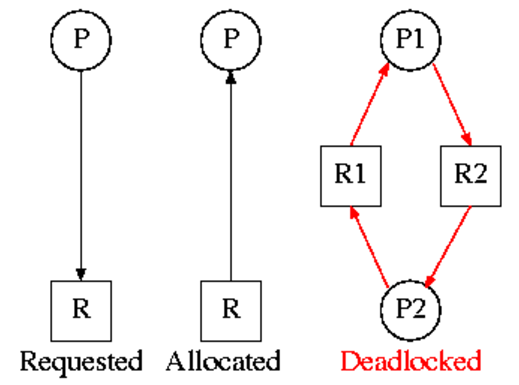 P
P
P1
R1
R2
R
R
P2
Requested
Allocated
Deadlocked